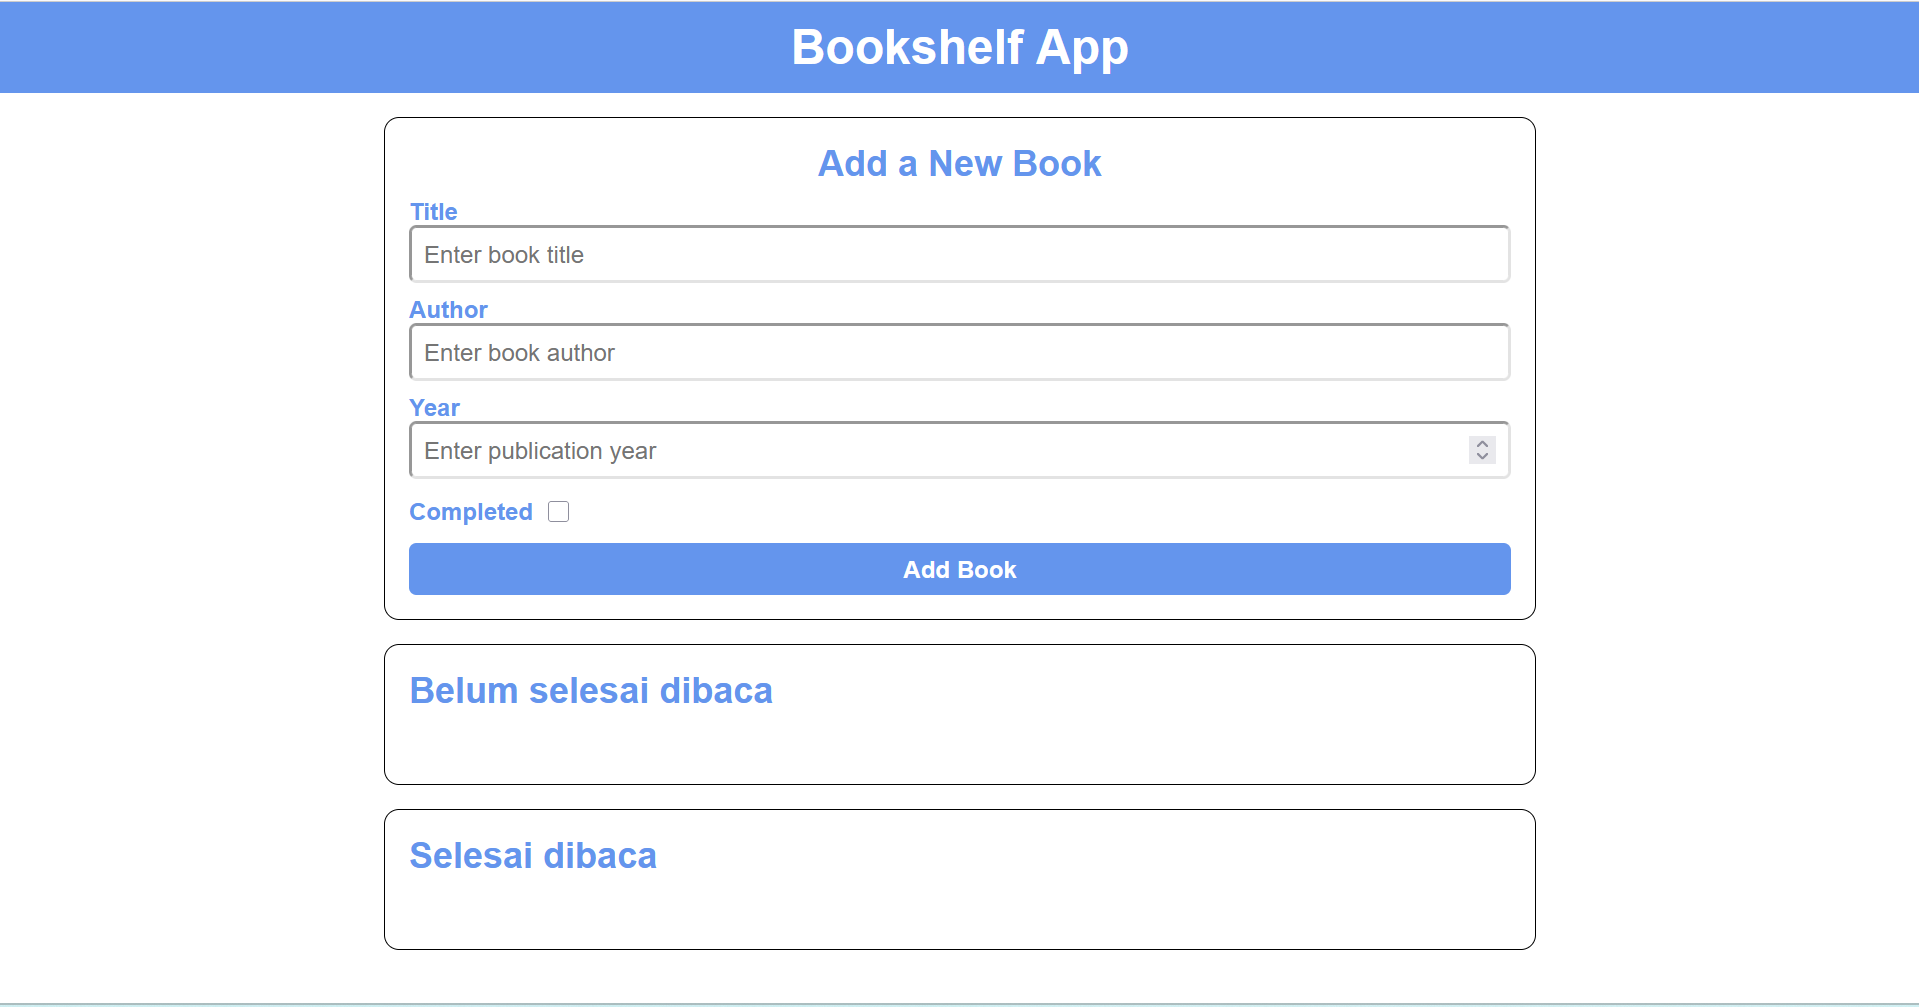 Bookshelf App
Add a New Book
Title
Enter book title
Author
Enter book author
Year
Enter publication year
Completed
Add Book
Belum selesai dibaca
Selesai dibaca